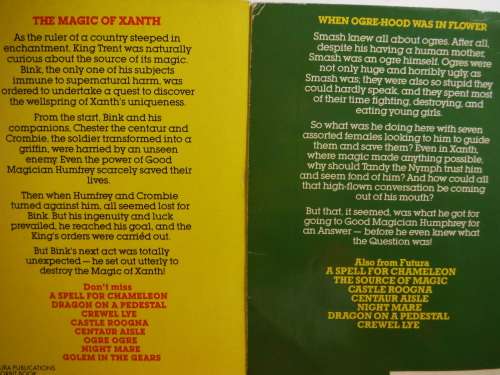 THE MAGIC OF XANTH
As the ruler of a country steeped in
enchantment, King Trent was naturally
curious about the source of its magic.
Bink, the only one of his subjects
immune to supernatural harm, was
ordered to undertake a quest to discover
the wellspring of Xanth's uniqueness.
From the start, Bink and his
companions, Chester the centaur and
Crombie, the soldier transformed into a
griffin, were harried by an unseen
enemy. Even the power of Good
Magician Humfrey scarcely saved their
lives.
Then when Humfrey and Crombie
turned against him, all seemed lost for
Bink. But his ingenuity and luck
prevailed, he reached his goal, and the
King's orders were carried out.
But Bink's next act was totally
unexpected — he set out utterly to
destroy the Magic of Xanth!
Don't miss
A SPELL FOR CHAMELEON
DRAGON ON A PEDESTAL
CREWEL LYE
CASTLE ROOGNA
CENTAUR AISLE
OGRE OGRE
NIGHT MARE
GOLEM IN THE GEARS
URA PUBLICATIONS
ORBIT BOOK
WHEN OGRE-HOOD WAS IN FLOWER
Smash knew all about ogres. After all,
despite his having a human mother,
Smash was an ogre himself. Ogres were
not only huge and horribly ugly, as
Smash was; they were also so stupid they
could hardly speak, and they spent most
of their time fighting, destroying, and
eating young girls.
So what was he doing here with seven
assorted females looking to him to guide
them and save them? Even in Xanth,
where magic made anything possible,
why should Tandy the Nymph trust him
and seem fond of him? And how could all
that high-flown conversation be coming
out of his mouth?
But that, it seemed, was what he got for
going to Good Magician Humphrey for
an Answer — before he even knew what
the Question was!
Also from Futura
A SPELL FOR CHAMELEON
THE SOURCE OF MAGIC
CASTLE ROOGNA
CENTAUR AISLE
NIGHT MARE
DRAGON ON A PEDESTAL
CREWEL LYE